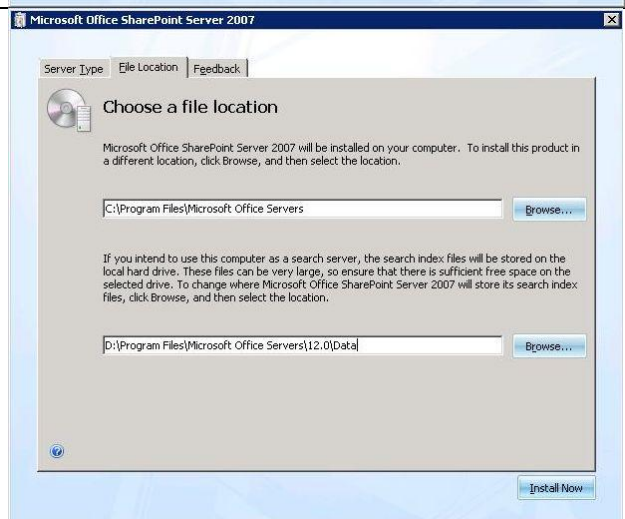 Microsoft Office SharePoint Server 2007
Server Type File Location Feedback
Choose a file location
Microsoft Office SharePoint Server 2007 will be installed on your computer. To install this product in
a different location, click Browse, and then select the location.
C:\Program Files\Microsoft Office Servers Browse...
If you intend to use this computer as a search server, the search index files will be stored on the
local hard drive. These files can be very large, so ensure that there is sufficient free space on the
selected drive. To change where Microsoft Office SharePoint Server 2007 will store its search index
files, click Browse, and then select the location.
D:\Program Files\Microsoft Office Servers\12.0\Data Browse...
Install Now